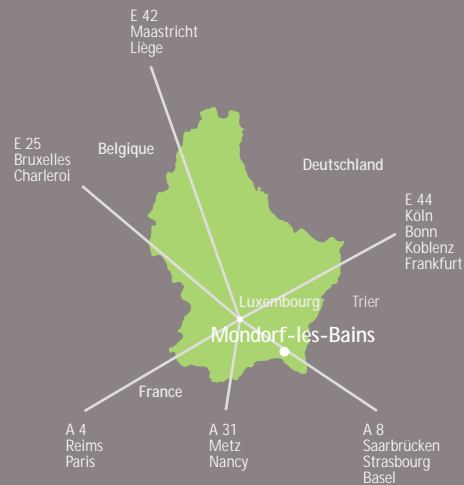 E 42
Maastricht
Liège
E 25
Bruxelles
Charleroi
Belgique
Deutschland
E 44
Köln
Bonn
Koblenz
Frankfurt
Luxembourg
Trier
Mondorf-les-Bains
France
A 4
Reims
Paris
A 31
Metz
Nancy
A 8
Saarbrücken
Strasbourg
Basel